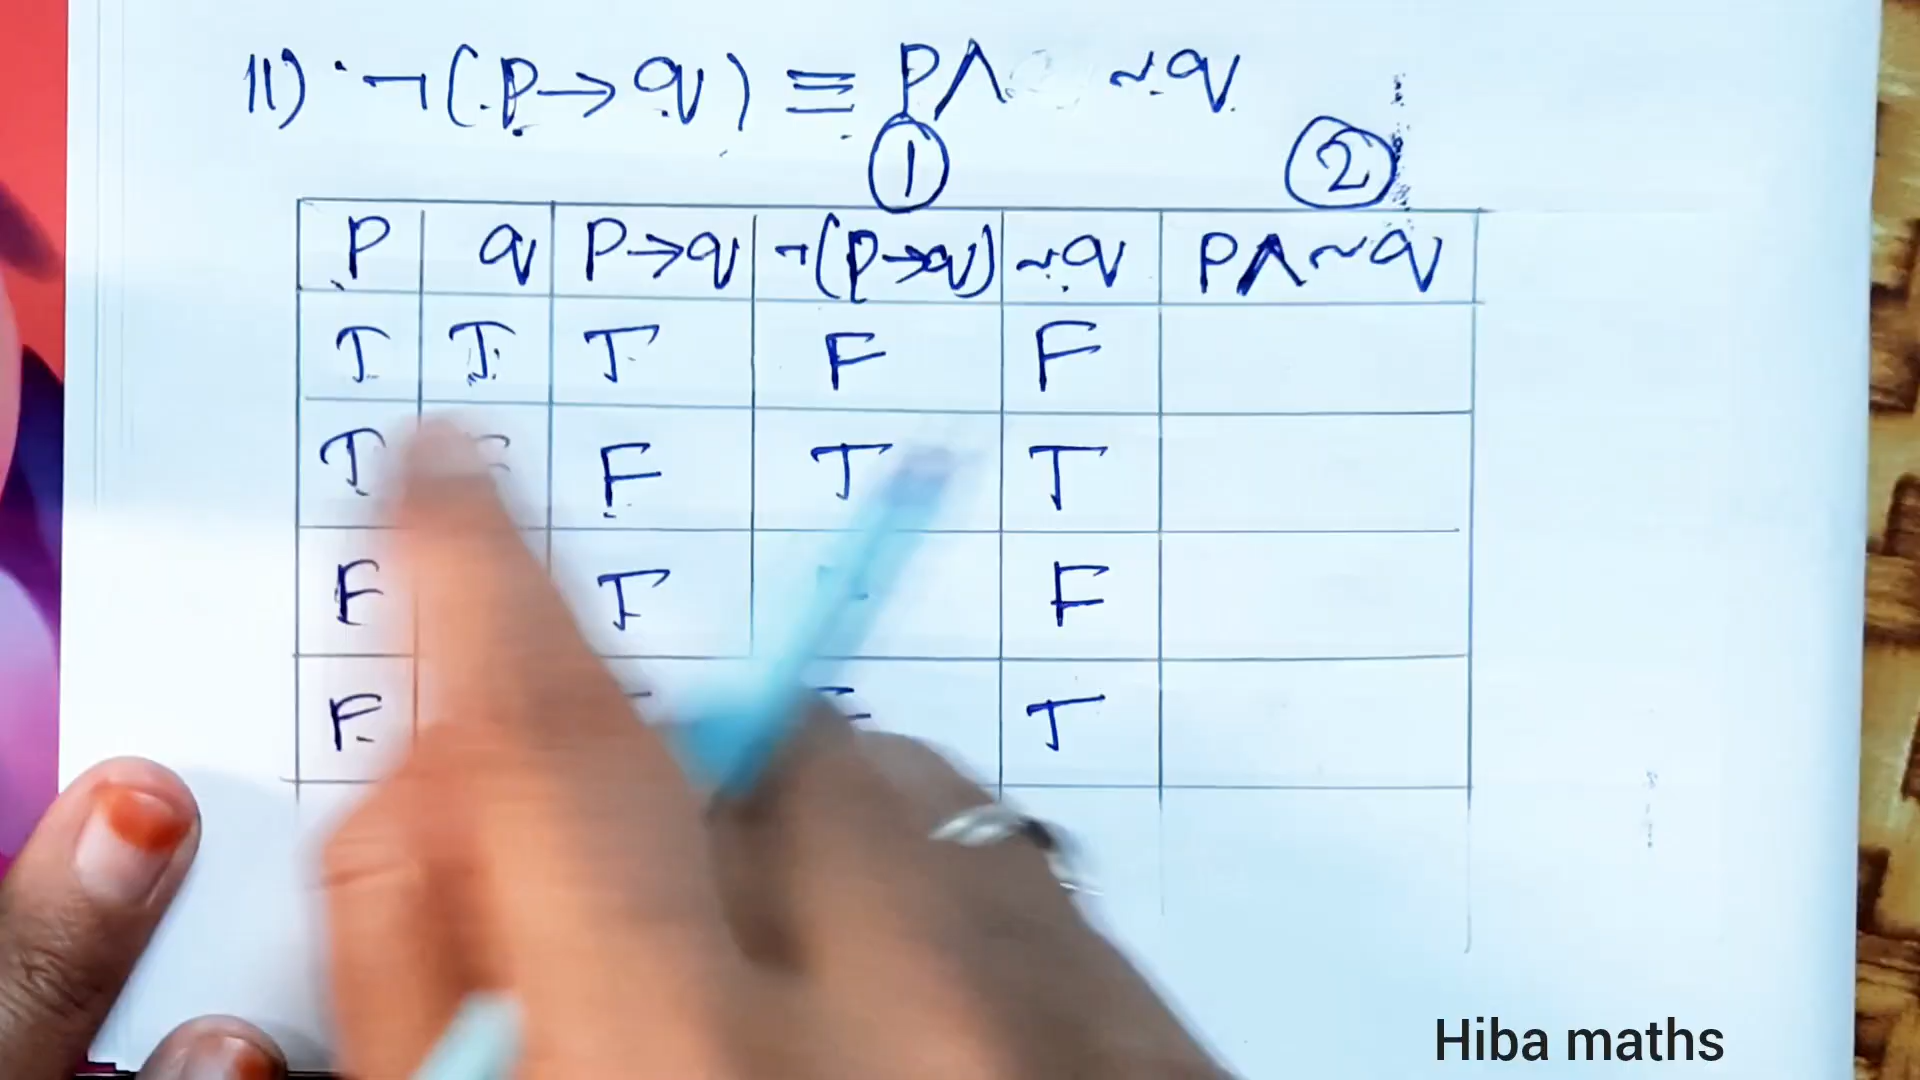 11) ¬(P→q) ≡ P∧ ~q
① ②
P q P→q ¬(P→q) ~q P∧~q
T T T F F
T F T T
F T F
F T
Hiba maths